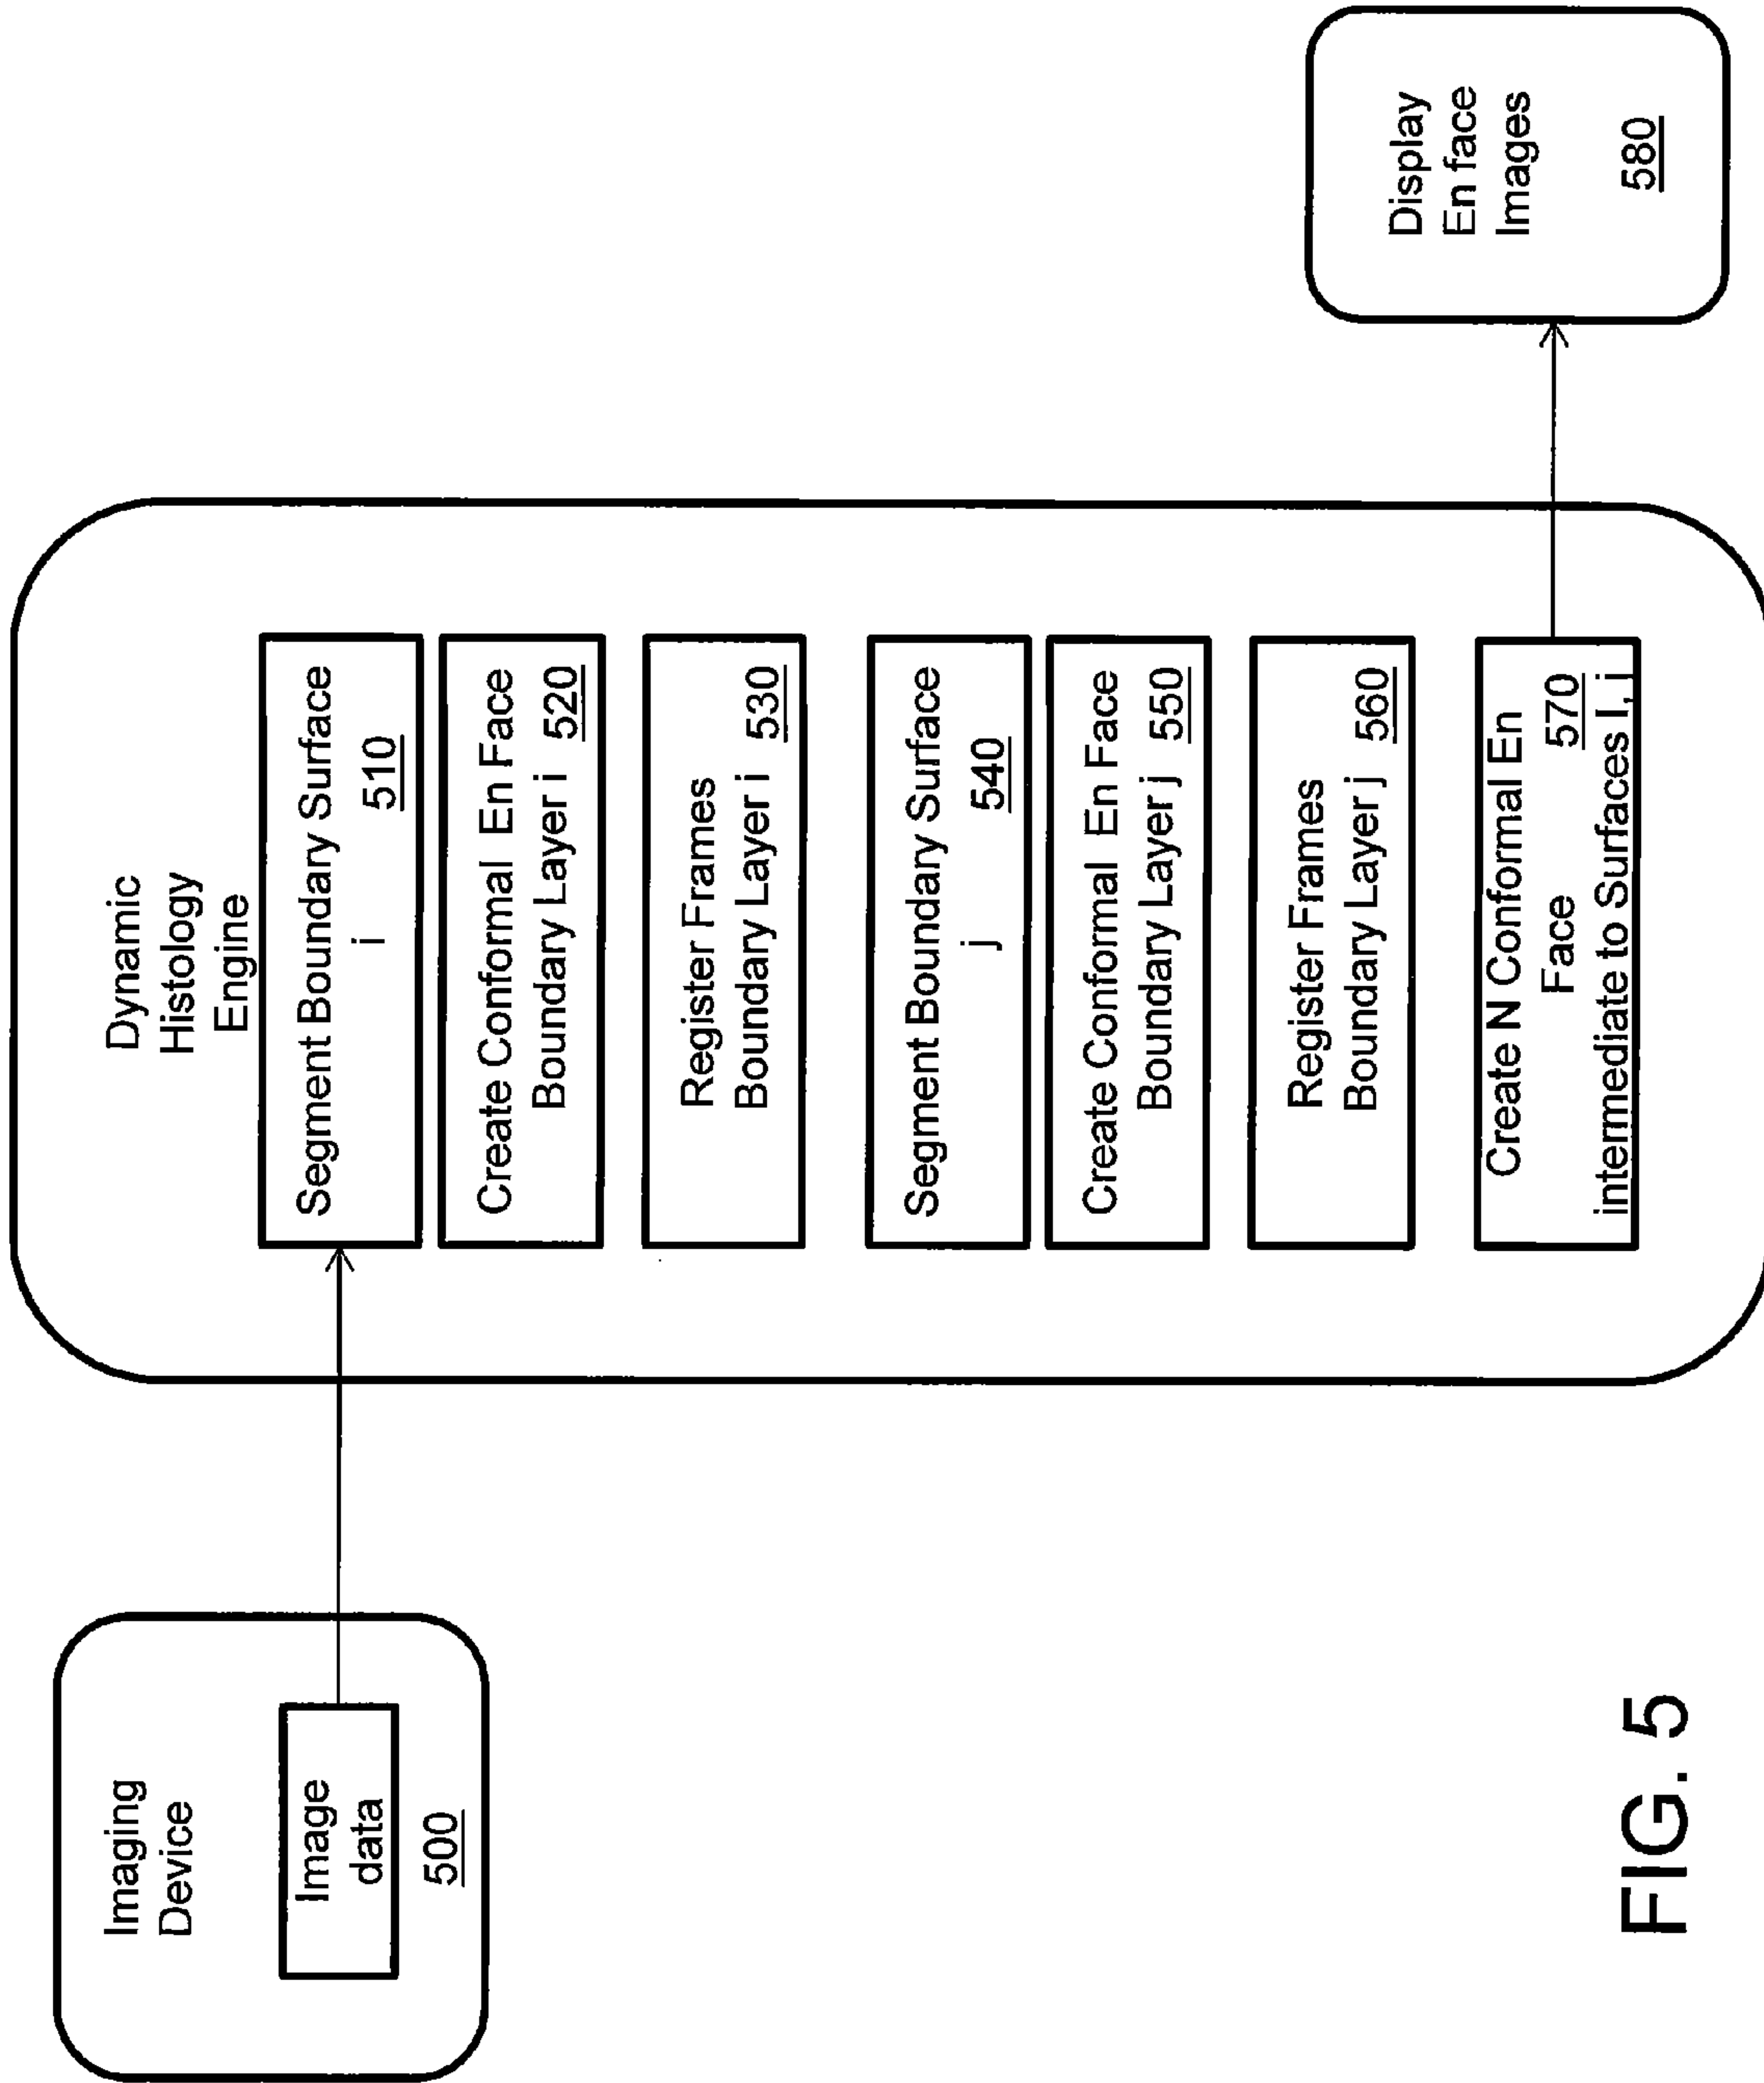 Imaging
Device
Image
data
500
Dynamic
Histology
Engine
Segment Boundary Surface
i 510
Create Conformal En Face
Boundary Layer i 520
Register Frames
Boundary Layer i 530
Segment Boundary Surface
j 540
Create Conformal En Face
Boundary Layer j 550
Register Frames
Boundary Layer j 560
Create N Conformal En
Face 570
intermediate to Surfaces I, j
Display
En face
Images
580
FIG. 5